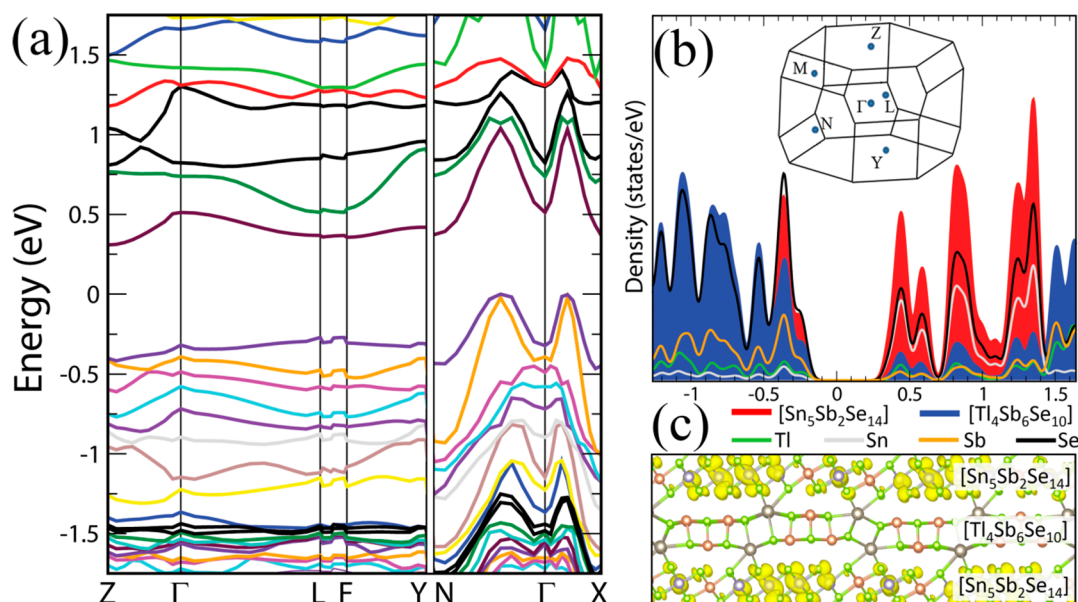 (a)
Energy (eV)
1.5
1
0.5
0
-0.5
-1
-1.5
Z Γ L F Y N Γ X
(b)
Density (states/eV)
Z
M
Γ L
N
Y
-1 -0.5 0 0.5 1 1.5
[Sn₅Sb₂Se₁₄] [Tl₄Sb₆Se₁₀]
Tl Sn Sb Se
(c)
[Sn₅Sb₂Se₁₄]
[Tl₄Sb₆Se₁₀]
[Sn₅Sb₂Se₁₄]